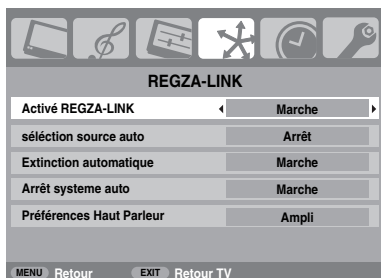 REGZA-LINK
Activé REGZA-LINK Marche
séléction source auto Arrêt
Extinction automatique Marche
Arrêt systeme auto Marche
Préférences Haut Parleur Ampli
MENU Retour EXIT Retour TV